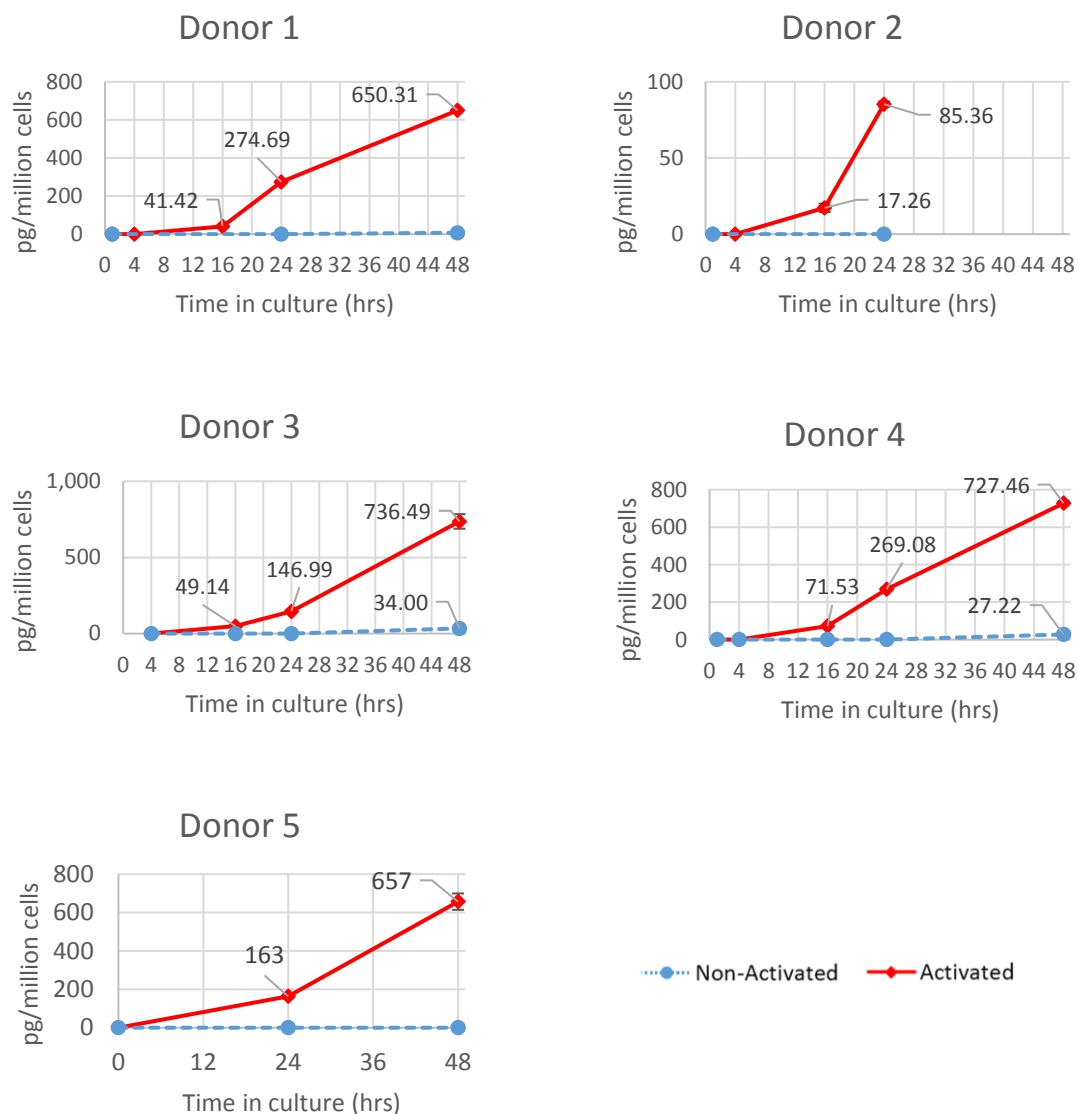 Donor 1
pg/million cells
800
600
400
200
0
650.31
274.69
41.42
0 4 8 12 16 20 24 28 32 36 40 44 48
Time in culture (hrs)
Donor 2
pg/million cells
100
50
0
85.36
17.26
0 4 8 12 16 20 24 28 32 36 40 44 48
Time in culture (hrs)
Donor 3
pg/million cells
1,000
500
0
736.49
146.99
49.14
34.00
0 4 8 12 16 20 24 28 32 36 40 44 48
Time in culture (hrs)
Donor 4
pg/million cells
800
600
400
200
0
727.46
269.08
71.53
27.22
0 4 8 12 16 20 24 28 32 36 40 44 48
Time in culture (hrs)
Donor 5
pg/million cells
800
600
400
200
0
657
163
0 12 24 36 48
Time in culture (hrs)
Non-Activated Activated